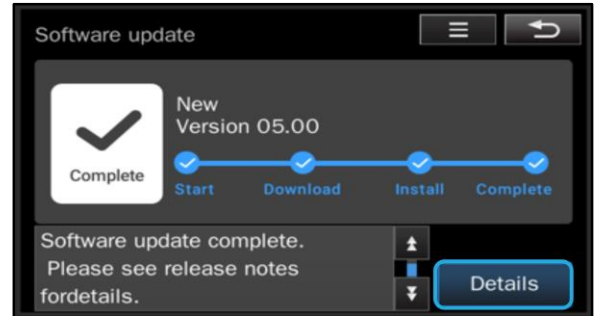 Software update
New
Version 05.00
Complete
Start Download Install Complete
Software update complete.
Please see release notes
fordetails.
Details